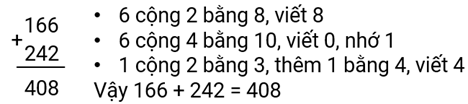 166
+
242
408
• 6 cộng 2 bằng 8, viết 8
• 6 cộng 4 bằng 10, viết 0, nhớ 1
• 1 cộng 2 bằng 3, thêm 1 bằng 4, viết 4
Vậy 166 + 242 = 408